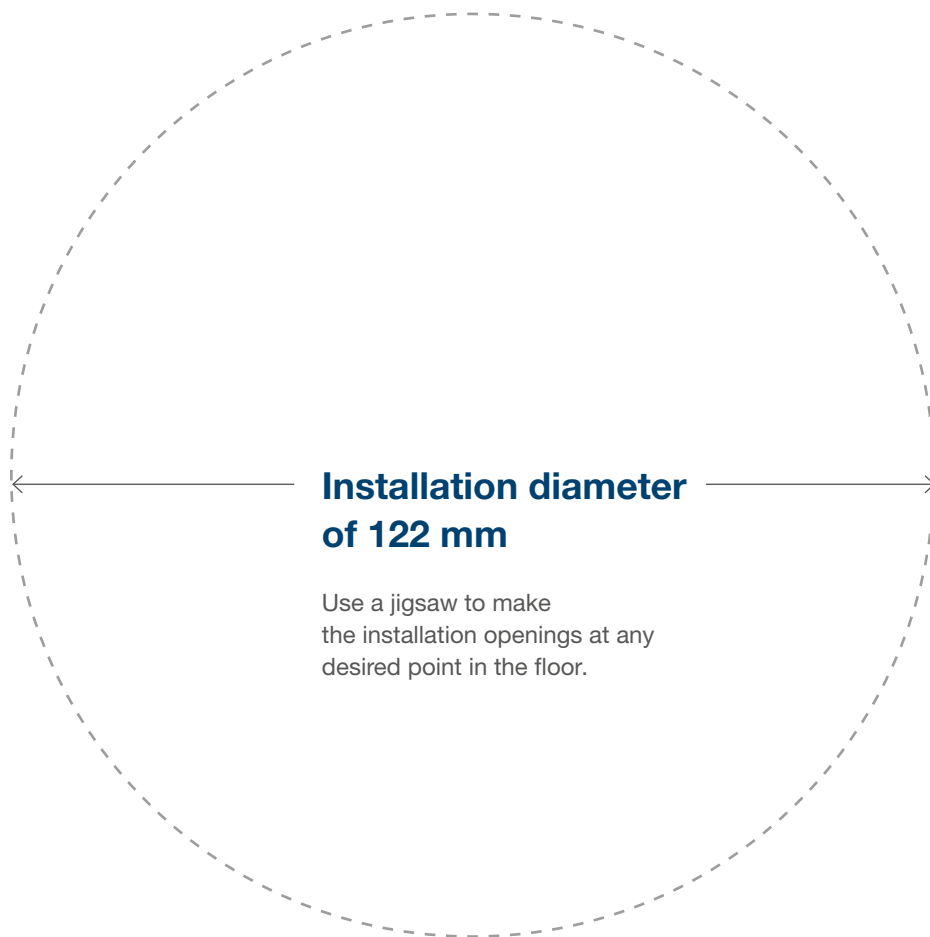 Installation diameter
of 122 mm
Use a jigsaw to make
the installation openings at any
desired point in the floor.